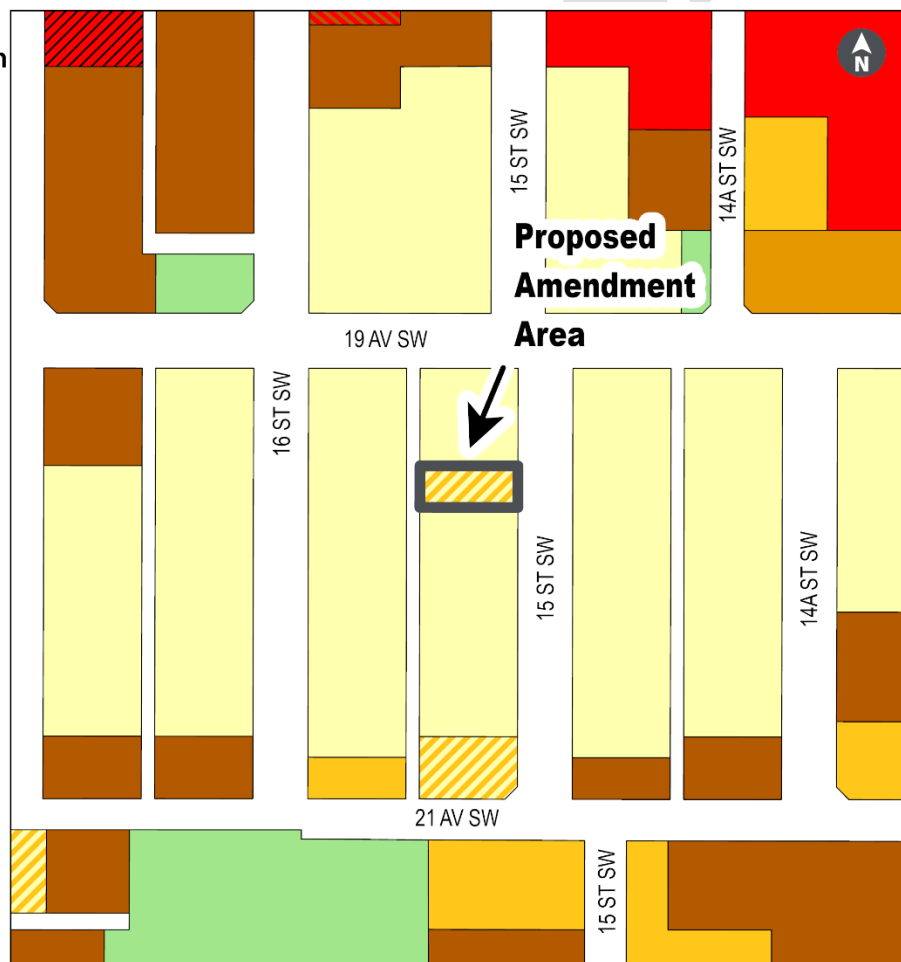 n
N
15 ST SW
14A ST SW
Proposed
Amendment
Area
19 AV SW
16 ST SW
15 ST SW
14A ST SW
21 AV SW
15 ST SW